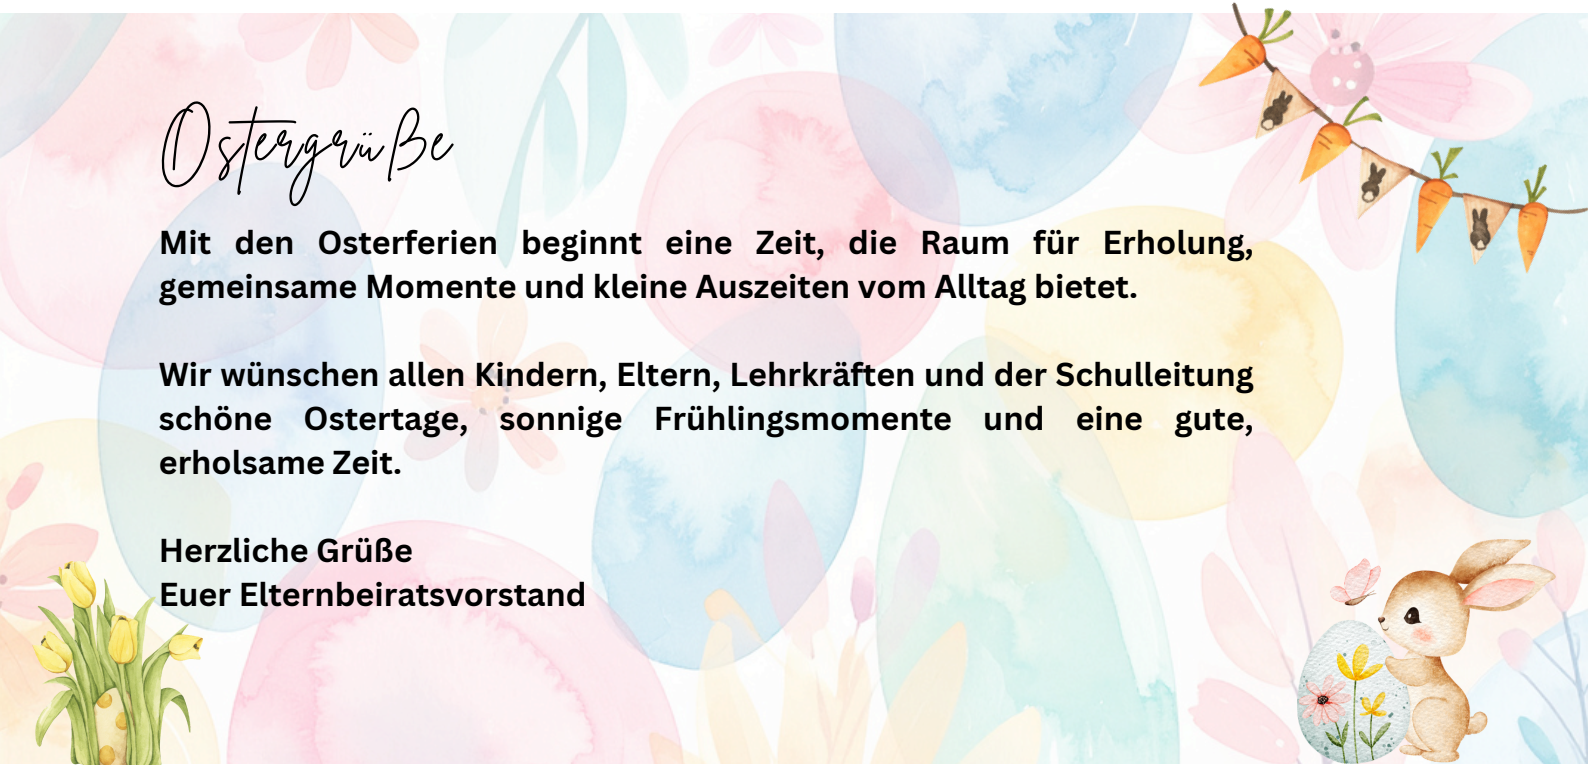 Ostergrüße
Mit den Osterferien beginnt eine Zeit, die Raum für Erholung,
gemeinsame Momente und kleine Auszeiten vom Alltag bietet.
Wir wünschen allen Kindern, Eltern, Lehrkräften und der Schulleitung
schöne Ostertage, sonnige Frühlingsmomente und eine gute,
erholsame Zeit.
Herzliche Grüße
Euer Elternbeiratsvorstand